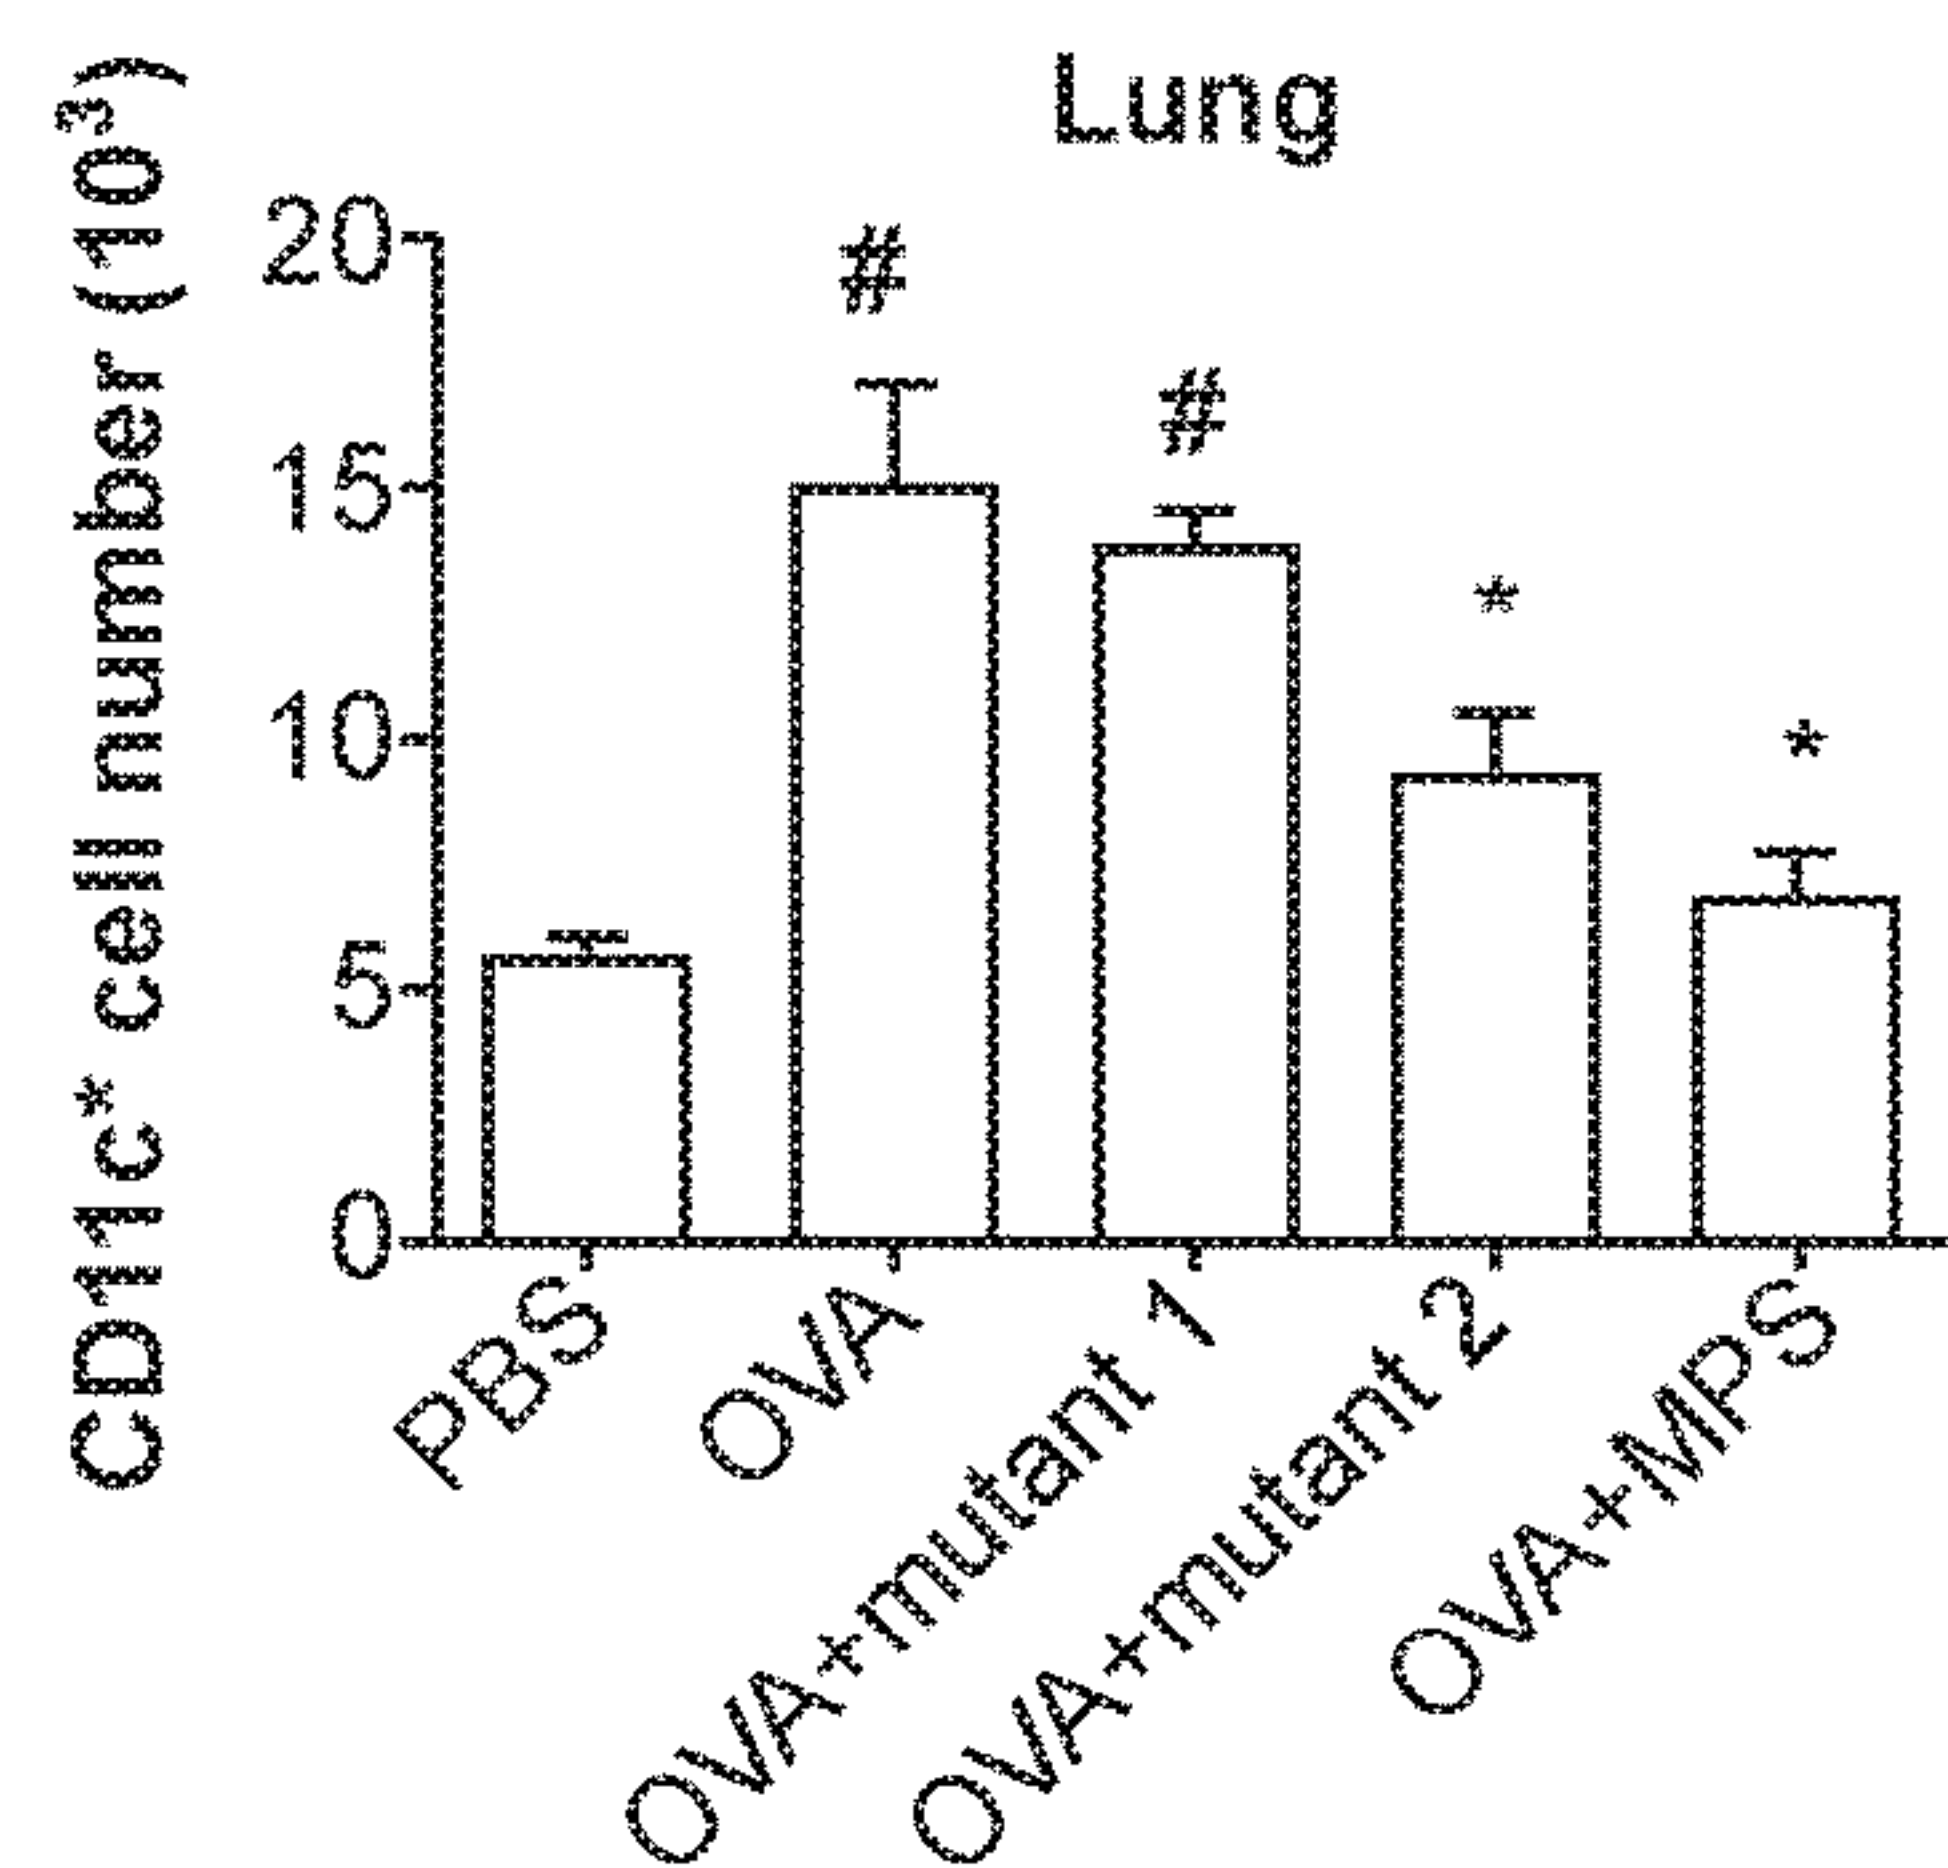 Lung
CD11c* cell number (10³)
20
15
10
5
0
#
#
*
*
PBS
OVA
OVA+mutant 1
OVA+mutant 2
OVA+MPS